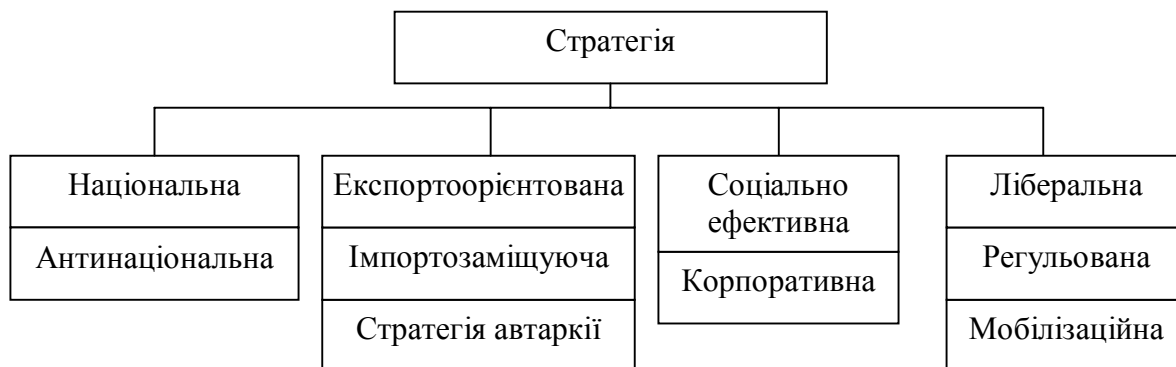 Стратегія
Національна
Антинаціональна
Експортоорієнтована
Імпортозаміщуюча
Стратегія автаркії
Соціально
ефективна
Корпоративна
Ліберальна
Регульована
Мобілізаційна